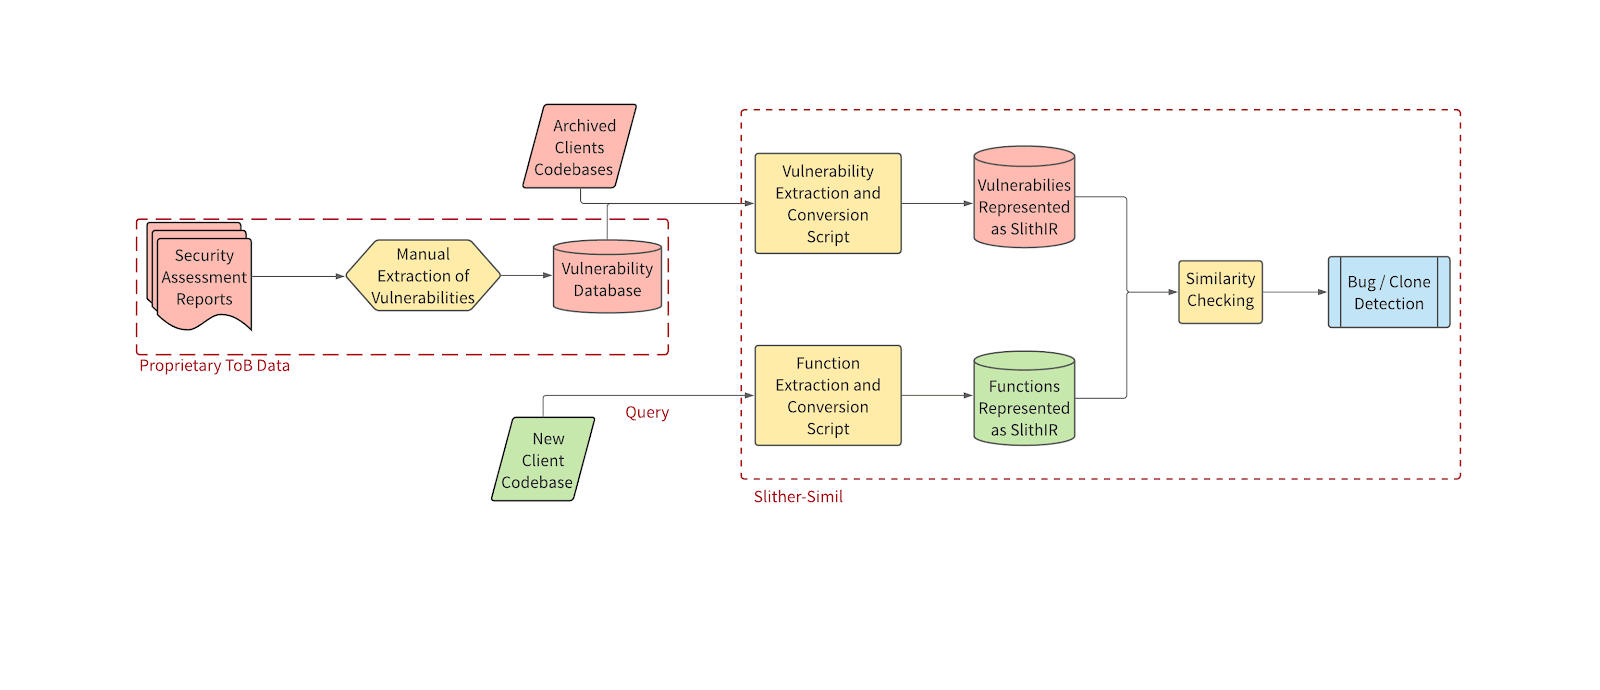 Archived
Clients
Codebases
Security
Assessment
Reports
Manual
Extraction of
Vulnerabilities
Vulnerability
Database
Proprietary ToB Data
New
Client
Codebase
Query
Vulnerability
Extraction and
Conversion
Script
Vulnerabilies
Represented
as SlithIR
Function
Extraction and
Conversion
Script
Functions
Represented
as SlithIR
Similarity
Checking
Bug / Clone
Detection
Slither-Simil